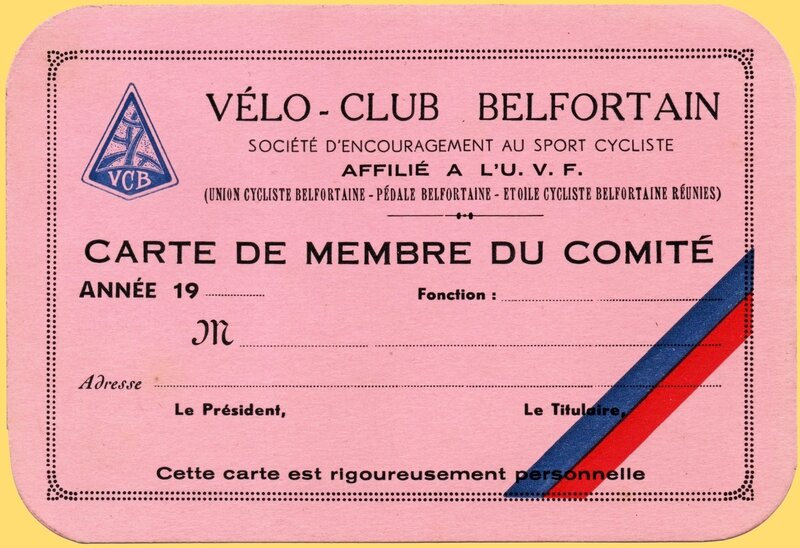 VCB
VÉLO-CLUB BELFORTAIN
SOCIÉTÉ D'ENCOURAGEMENT AU SPORT CYCLISTE
AFFILIÉ A L'U. V. F.
(UNION CYCLISTE BELFORTAINE - PÉDALE BELFORTAINE - ETOILE CYCLISTE BELFORTAINE RÉUNIES)
CARTE DE MEMBRE DU COMITÉ
ANNÉE 19 Fonction :
M
Adresse
Le Président, Le Titulaire,
Cette carte est rigoureusement personnelle